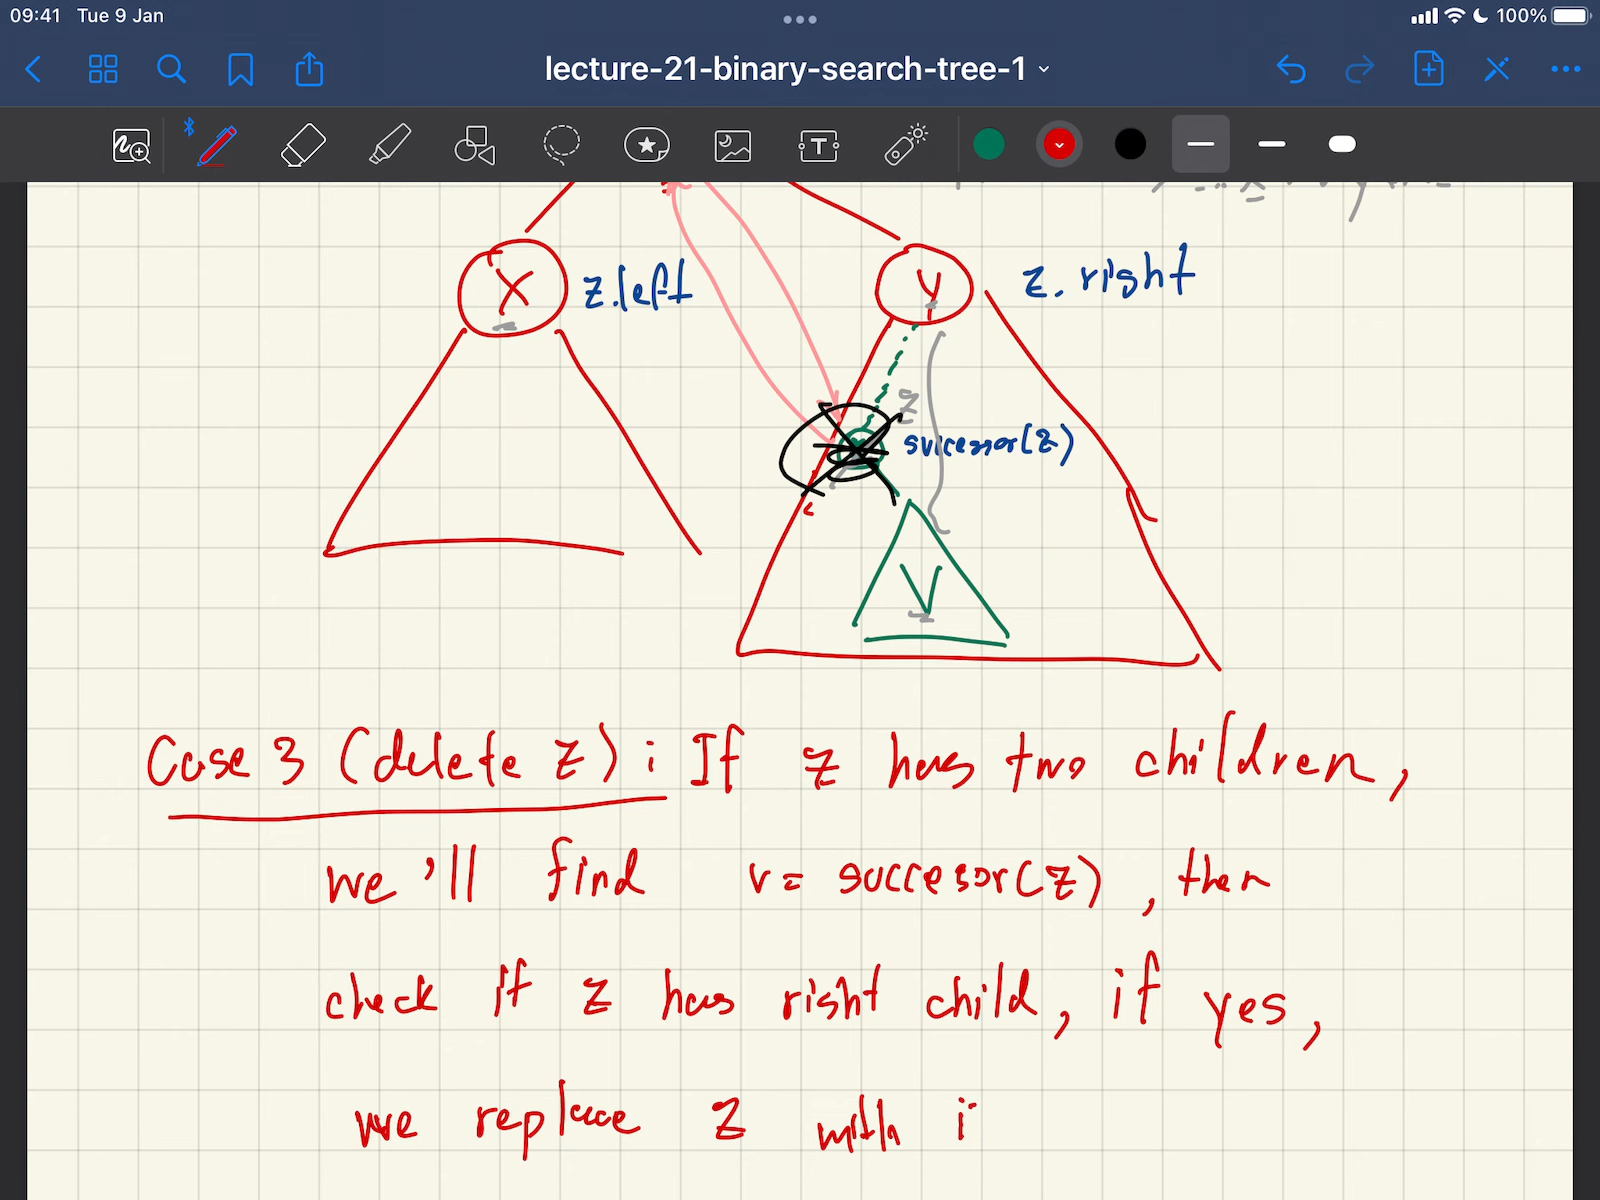 09:41 Tue 9 Jan
100%
lecture-21-binary-search-tree-1
T
X
z.left
y
z. right
z
successor(z)
V
Case 3 (delete z) : If z has two children,
we'll find v = succesor(z), then
check if z has right child, if yes,
we replace z with i